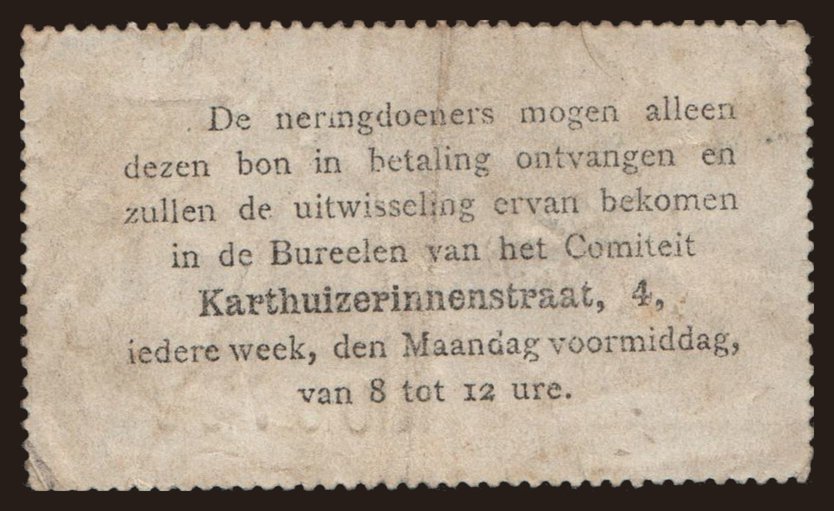 De neringdoeners mogen alleen
dezen bon in betaling ontvangen en
zullen de uitwisseling ervan bekomen
in de Bureelen van het Comiteit
Karthuizerinnenstraat, 4,
iedere week, den Maandag voormiddag,
van 8 tot 12 ure.